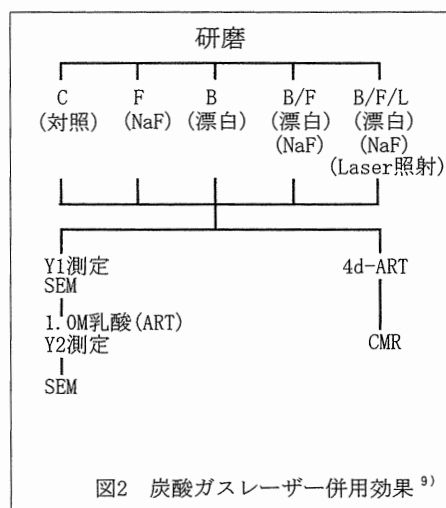 研磨
C F B B/F B/F/L
(対照) (NaF) (漂白) (漂白) (漂白)
(NaF) (NaF)
(Laser照射)
Y1測定 4d-ART
SEM
1.0M乳酸(ART)
Y2測定 CMR
SEM
図2 炭酸ガスレーザー併用効果 9)